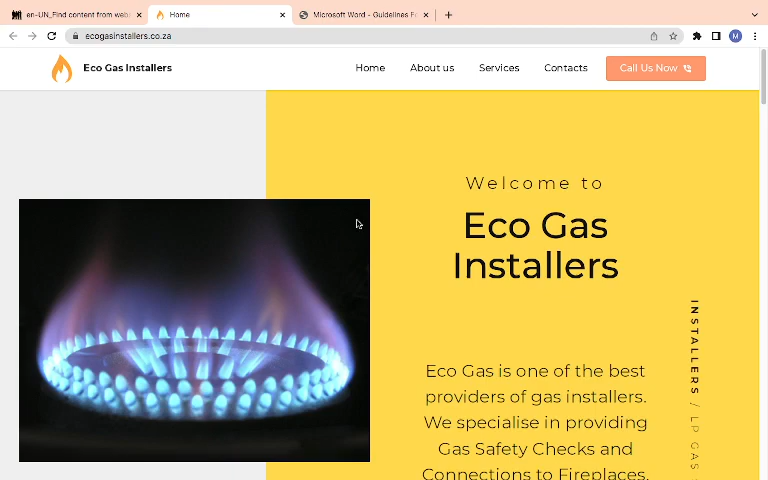 en-UN_Find content from web
Home
Microsoft Word - Guidelines Fo
ecogasinstallers.co.za
M
Eco Gas Installers
Home
About us
Services
Contacts
Call Us Now
Welcome to
Eco Gas
Installers
Eco Gas is one of the best
providers of gas installers.
We specialise in providing
Gas Safety Checks and
Connections to Fireplaces,
INSTALLERS / LP GAS